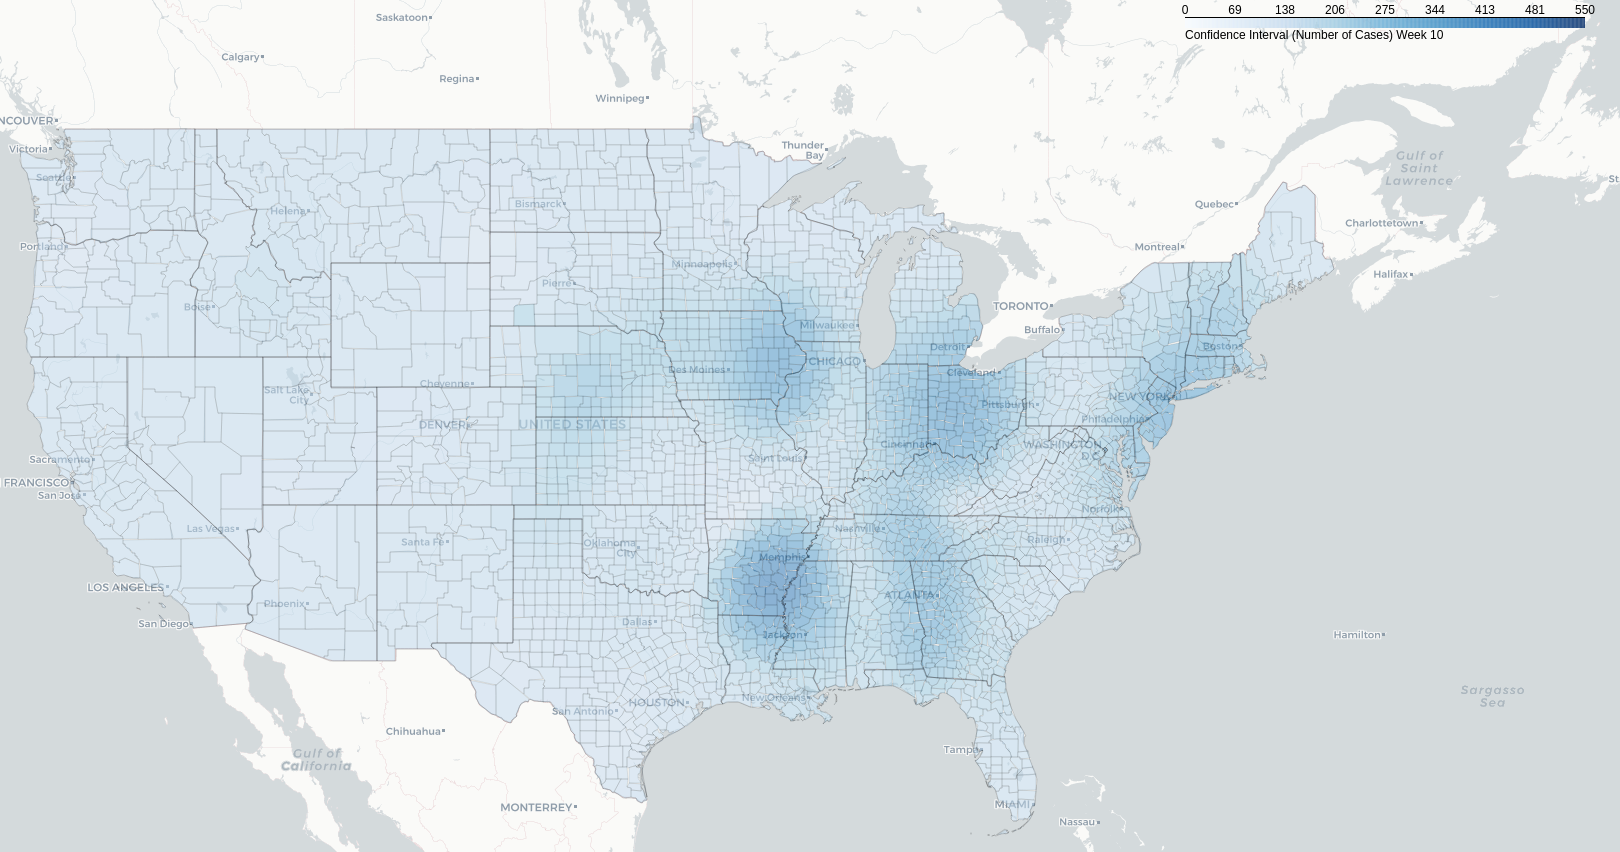 0 69 138 206 275 344 413 481 550
Confidence Interval (Number of Cases) Week 10
Saskatoon
Calgary
Regina
Winnipeg
NCOUVER
Victoria
Thunder
Bay
Gulf of
Saint
Lawrence
St
Seattle
Helena
Bismarck
Quebec
Charlottetown
Portland
Montreal
Minneapolis
Halifax
Pierre
Boise
TORONTO
Milwaukee
Buffalo
Detroit
Boston
CHICAGO
Des Moines
Cleveland
Salt Lake
City
Cheyenne
Pittsburgh
NEW YORK
DENVER
UNITED STATES
Philadelphia
Cincinnati
WASHINGTON
D.C.
Sacramento
Saint Louis
FRANCISCO
San Jose
Norfolk
Las Vegas
Nashville
Santa Fe
Oklahoma
City
Raleigh
Memphis
LOS ANGELES
ATLANTA
Phoenix
San Diego
Dallas
Jackson
Hamilton
Sargasso
Sea
New Orleans
HOUSTON
San Antonio
Chihuahua
Gulf of
California
Tampa
MONTERREY
MIAMI
Nassau